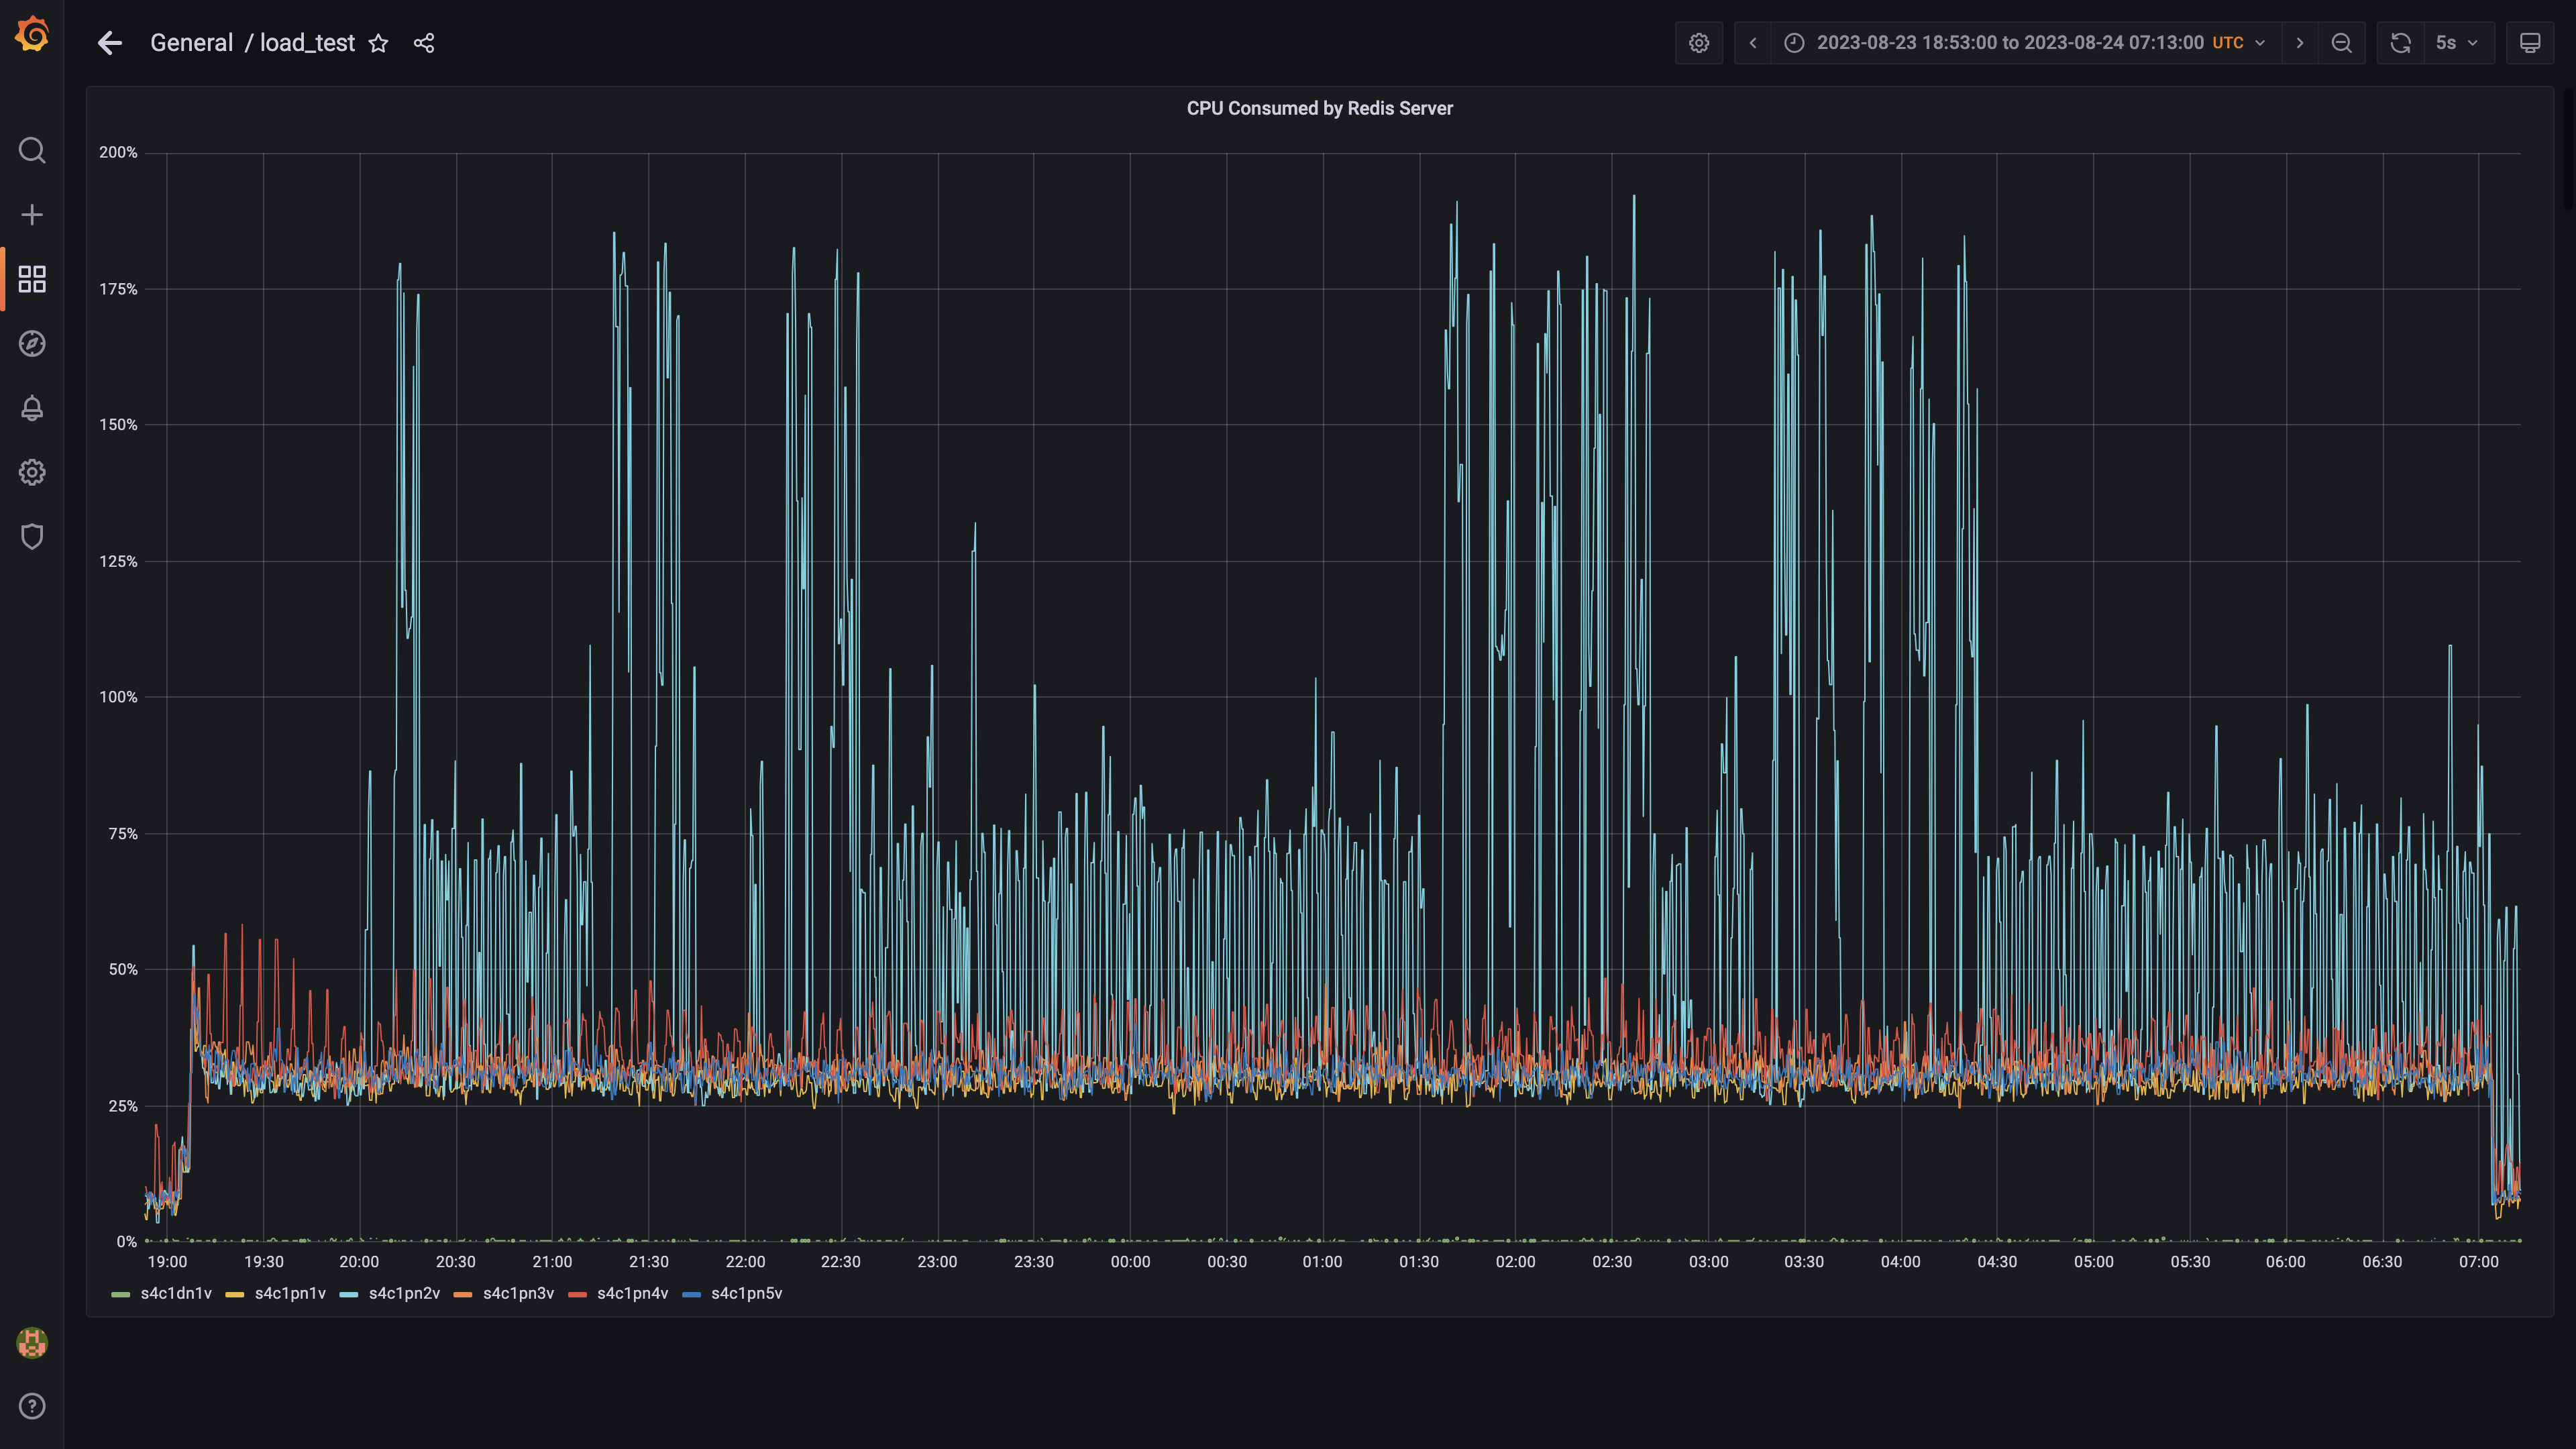 General / load_test
2023-08-23 18:53:00 to 2023-08-24 07:13:00 UTC
5s
CPU Consumed by Redis Server
200%
175%
150%
125%
100%
75%
50%
25%
0%
19:00 19:30 20:00 20:30 21:00 21:30 22:00 22:30 23:00 23:30 00:00 00:30 01:00 01:30 02:00 02:30 03:00 03:30 04:00 04:30 05:00 05:30 06:00 06:30 07:00
s4c1dn1v s4c1pn1v s4c1pn2v s4c1pn3v s4c1pn4v s4c1pn5v